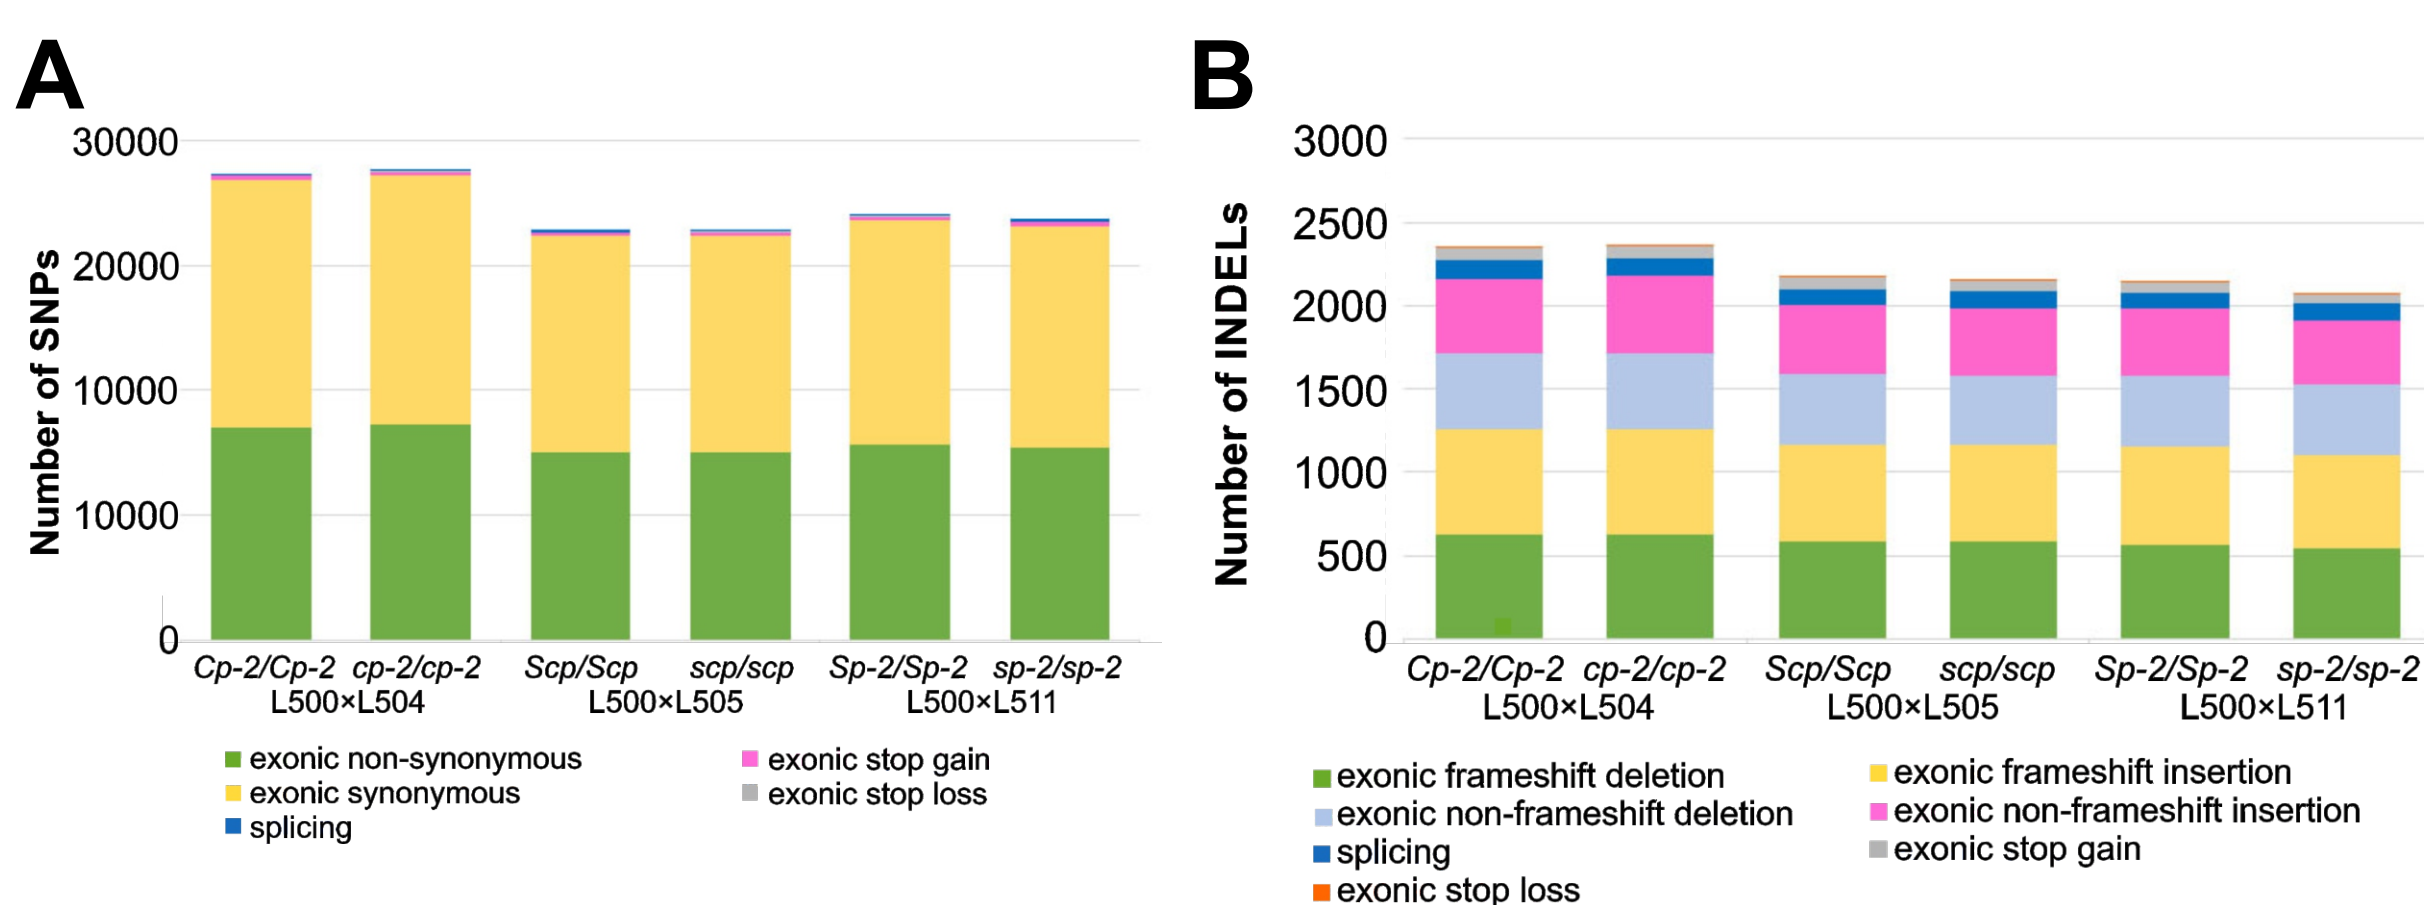 A
30000
20000
10000
10000
0
Number of SNPs
Cp-2/Cp-2 cp-2/cp-2 Scp/Scp scp/scp Sp-2/Sp-2 sp-2/sp-2
L500×L504 L500×L505 L500×L511
exonic non-synonymous exonic stop gain
exonic synonymous exonic stop loss
splicing
B
3000
2500
2000
1500
1000
500
0
Number of INDELs
Cp-2/Cp-2 cp-2/cp-2 Scp/Scp scp/scp Sp-2/Sp-2 sp-2/sp-2
L500×L504 L500×L505 L500×L511
exonic frameshift deletion exonic frameshift insertion
exonic non-frameshift deletion exonic non-frameshift insertion
splicing exonic stop gain
exonic stop loss